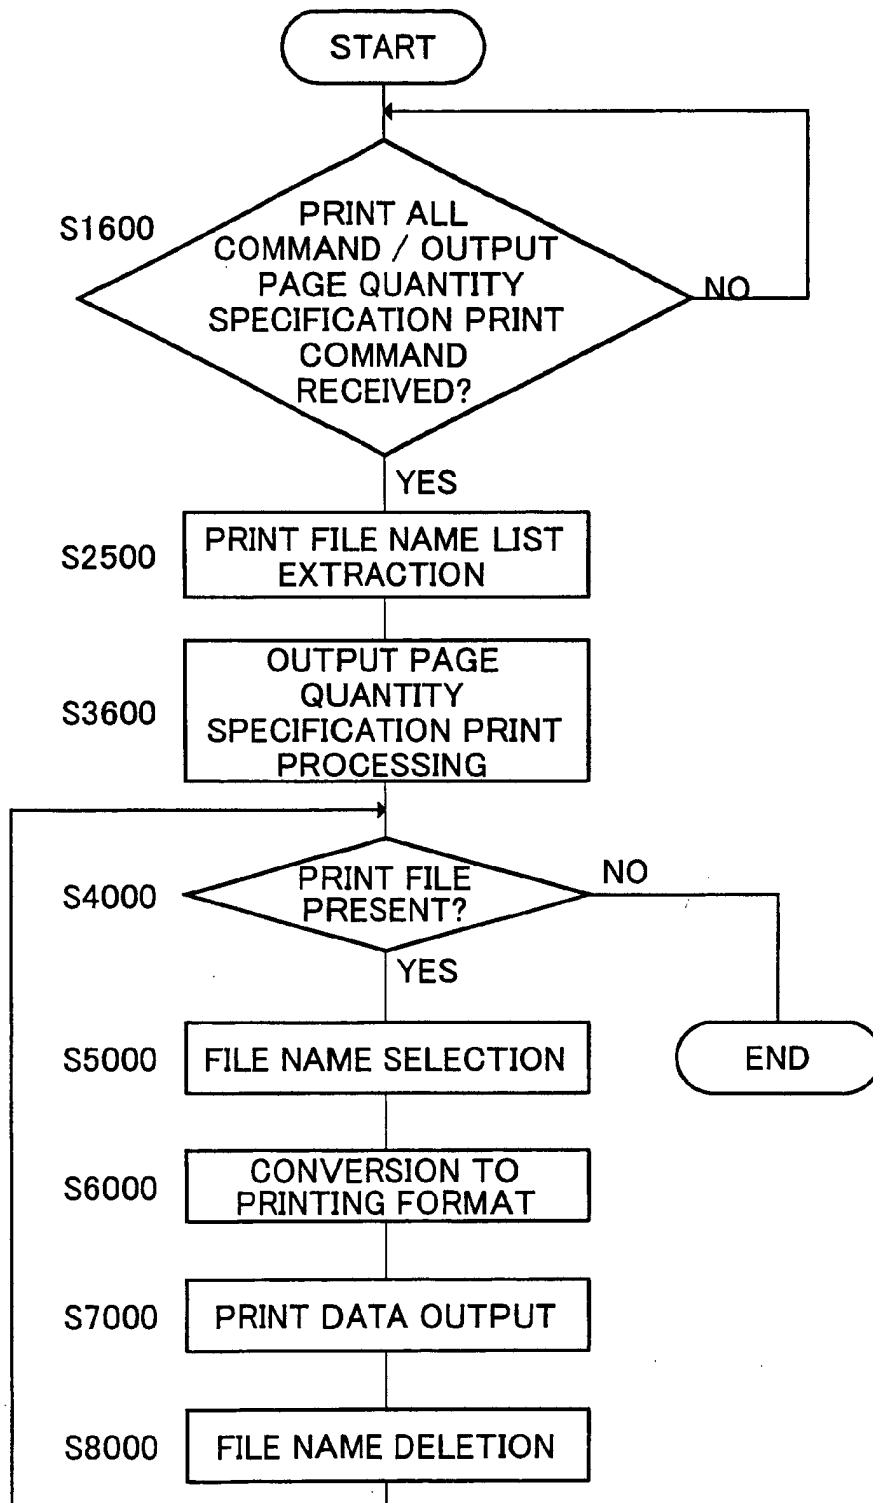 START
S1600
PRINT ALL
COMMAND / OUTPUT
PAGE QUANTITY
SPECIFICATION PRINT
COMMAND
RECEIVED?
NO
YES
S2500
PRINT FILE NAME LIST
EXTRACTION
S3600
OUTPUT PAGE
QUANTITY
SPECIFICATION PRINT
PROCESSING
S4000
PRINT FILE
PRESENT?
NO
YES
S5000
FILE NAME SELECTION
END
S6000
CONVERSION TO
PRINTING FORMAT
S7000
PRINT DATA OUTPUT
S8000
FILE NAME DELETION